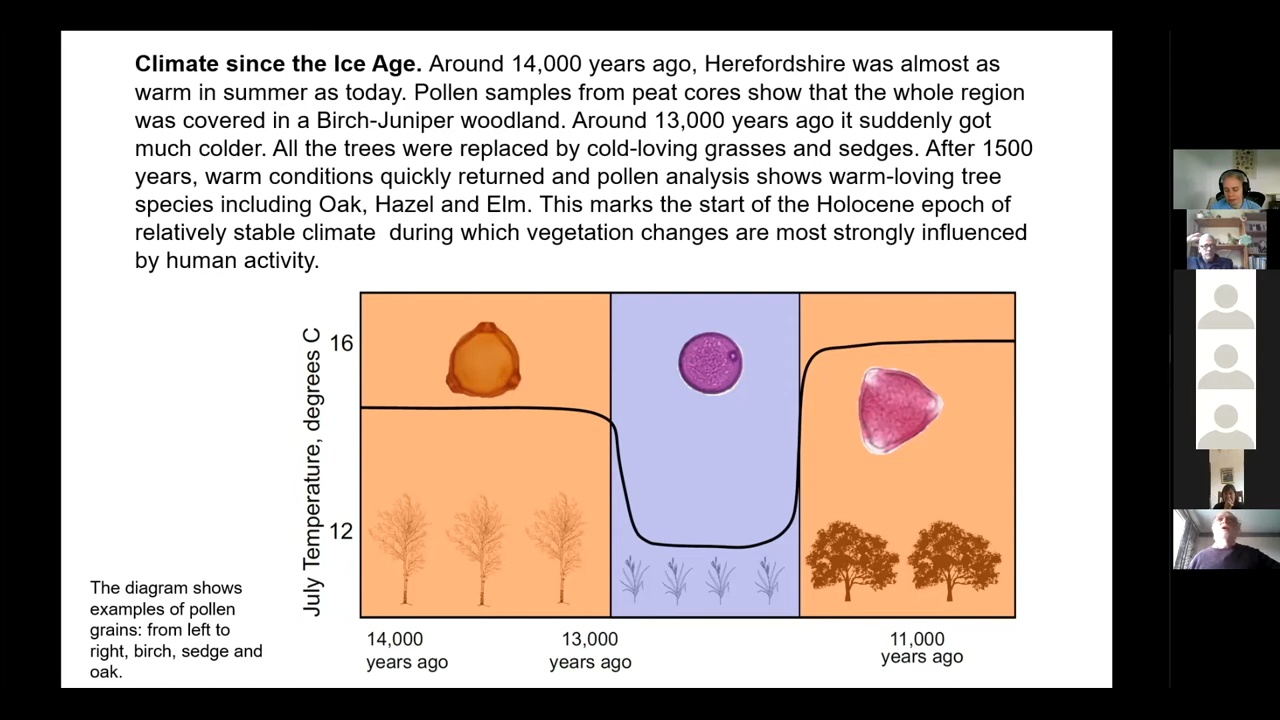 Climate since the Ice Age. Around 14,000 years ago, Herefordshire was almost as
warm in summer as today. Pollen samples from peat cores show that the whole region
was covered in a Birch-Juniper woodland. Around 13,000 years ago it suddenly got
much colder. All the trees were replaced by cold-loving grasses and sedges. After 1500
years, warm conditions quickly returned and pollen analysis shows warm-loving tree
species including Oak, Hazel and Elm. This marks the start of the Holocene epoch of
relatively stable climate  during which vegetation changes are most strongly influenced
by human activity.
July Temperature, degrees C
16
12
14,000
years ago
13,000
years ago
11,000
years ago
The diagram shows
examples of pollen
grains: from left to
right, birch, sedge and
oak.